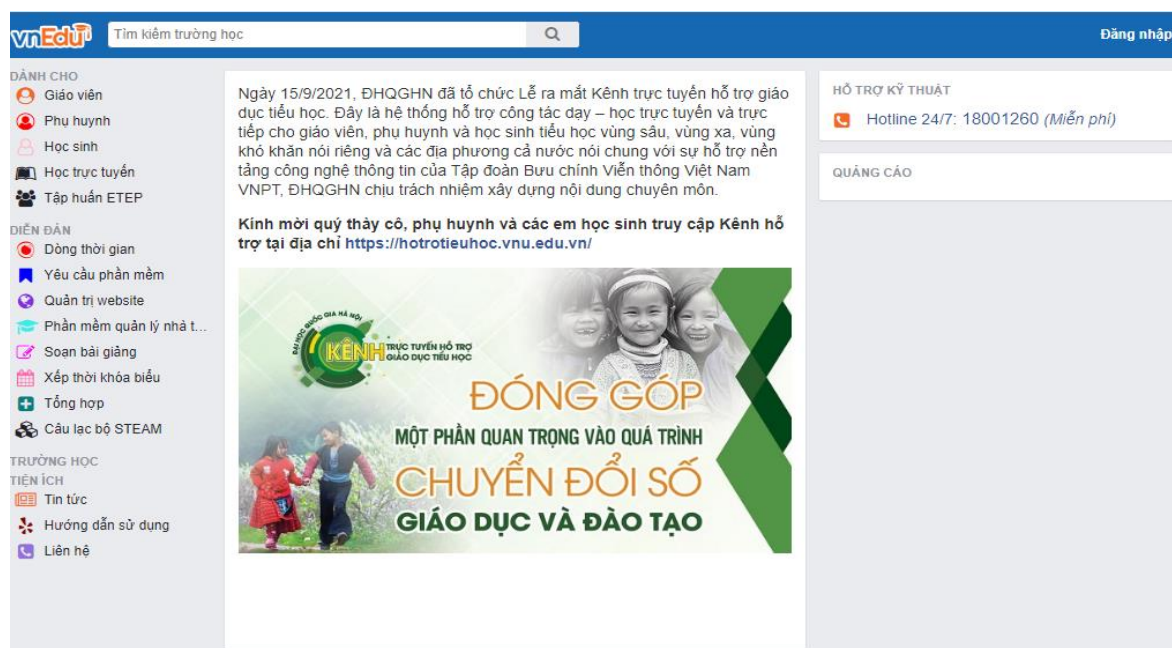 vnEdu
Tìm kiếm trường học
Đăng nhập
DÀNH CHO
Giáo viên
Phụ huynh
Học sinh
Học trực tuyến
Tập huấn ETEP
DIỄN ĐÀN
Dòng thời gian
Yêu cầu phần mềm
Quản trị website
Phần mềm quản lý nhà t...
Soạn bài giảng
Xếp thời khóa biểu
Tổng hợp
Câu lạc bộ STEAM
TRƯỜNG HỌC
TIỆN ÍCH
Tin tức
Hướng dẫn sử dụng
Liên hệ
Ngày 15/9/2021, ĐHQGHN đã tổ chức Lễ ra mắt Kênh trực tuyến hỗ trợ giáo
dục tiểu học. Đây là hệ thống hỗ trợ công tác dạy – học trực tuyến và trực
tiếp cho giáo viên, phụ huynh và học sinh tiểu học vùng sâu, vùng xa, vùng
khó khăn nói riêng và các địa phương cả nước nói chung với sự hỗ trợ nền
tảng công nghệ thông tin của Tập đoàn Bưu chính Viễn thông Việt Nam
VNPT, ĐHQGHN chịu trách nhiệm xây dựng nội dung chuyên môn.
Kính mời quý thày cô, phụ huynh và các em học sinh truy cập Kênh hỗ
trợ tại địa chỉ https://hotrotieuhoc.vnu.edu.vn/
ĐẠI HỌC QUỐC GIA HÀ NỘI
KÊNH TRỰC TUYẾN HỖ TRỢ
GIÁO DỤC TIỂU HỌC
ĐÓNG GÓP
MỘT PHẦN QUAN TRỌNG VÀO QUÁ TRÌNH
CHUYỂN ĐỔI SỐ
GIÁO DỤC VÀ ĐÀO TẠO
HỖ TRỢ KỸ THUẬT
Hotline 24/7: 18001260 (Miễn phí)
QUẢNG CÁO